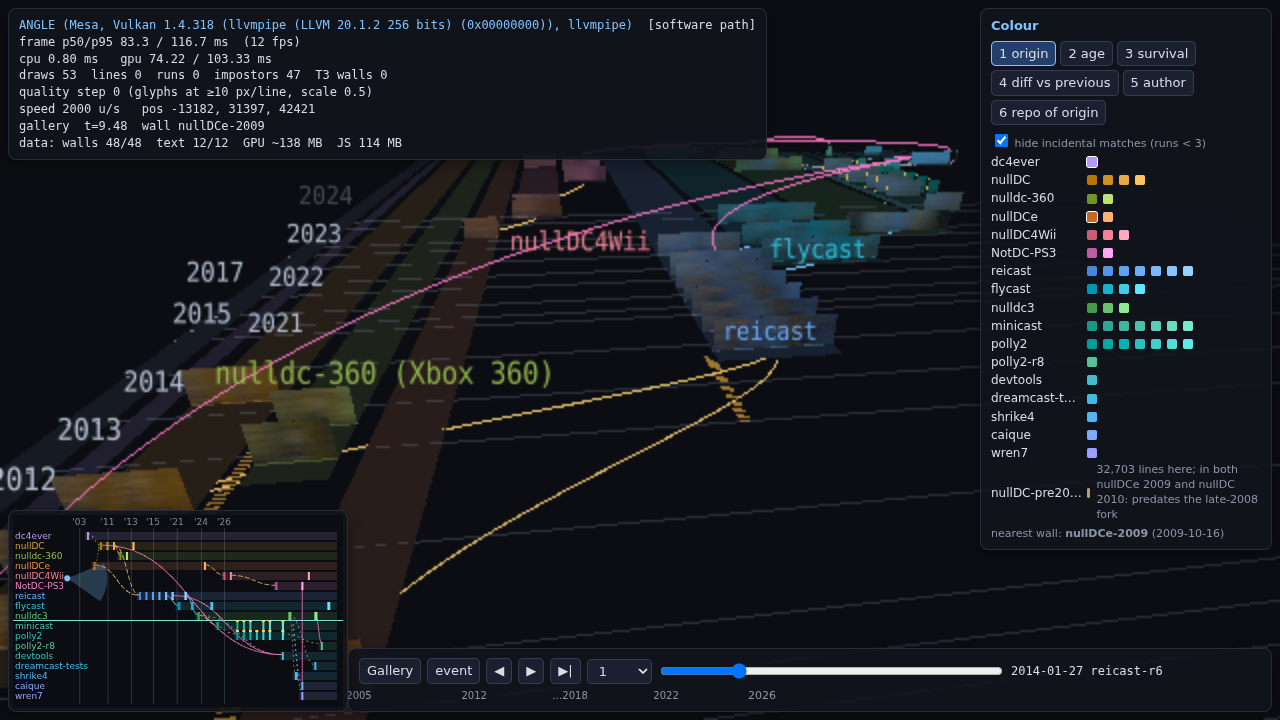 ANGLE (Mesa, Vulkan 1.4.318 (llvmpipe (LLVM 20.1.2 256 bits) (0x00000000)), llvmpipe)  [software path]
frame p50/p95 83.3 / 116.7 ms  (12 fps)
cpu 0.80 ms   gpu 74.22 / 103.33 ms
draws 53  lines 0  runs 0  impostors 47  T3 walls 0
quality step 0 (glyphs at ≥10 px/line, scale 0.5)
speed 2000 u/s   pos -13182, 31397, 42421
gallery  t=9.48  wall nullDCe-2009
data: walls 48/48  text 12/12  GPU ~138 MB  JS 114 MB
Colour
1 origin
2 age
3 survival
4 diff vs previous
5 author
6 repo of origin
hide incidental matches (runs < 3)
dc4ever
nullDC
nulldc-360
nullDCe
nullDC4Wii
NotDC-PS3
reicast
flycast
nulldc3
minicast
polly2
polly2-r8
devtools
dreamcast-t…
shrike4
caique
wren7
nullDC-pre20…
32,703 lines here; in both
nullDCe 2009 and nullDC
2010: predates the late-2008
fork
nearest wall: nullDCe-2009 (2009-10-16)
2024
2023
2017
2022
2015
2021
2014
2013
2012
nullDC4Wii
flycast
reicast
nulldc-360 (Xbox 360)
'03 '11 '13 '15 '21 '24 '26
dc4ever
nullDC
nulldc-360
nullDCe
nullDC4Wii
NotDC-PS3
reicast
flycast
nulldc3
minicast
polly2
polly2-r8
devtools
dreamcast-tests
shrike4
caique
wren7
Gallery
event
◀
▶
▶|
1
2014-01-27 reicast-r6
2005 2012 …2018 2022 2026